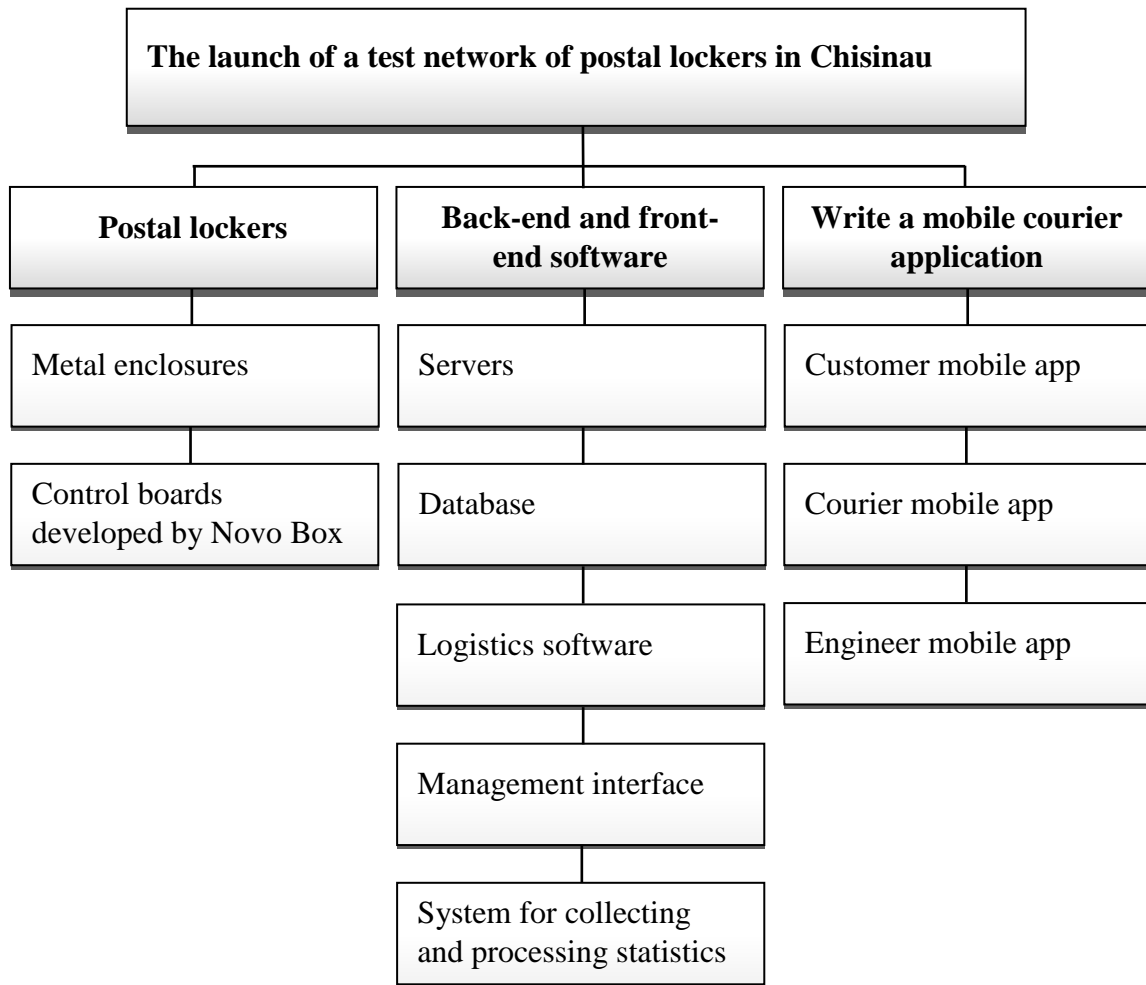 The launch of a test network of postal lockers in Chisinau
Postal lockers
Metal enclosures
Control boards
developed by Novo Box
Back-end and front-
end software
Servers
Database
Logistics software
Management interface
System for collecting
and processing statistics
Write a mobile courier
application
Customer mobile app
Courier mobile app
Engineer mobile app